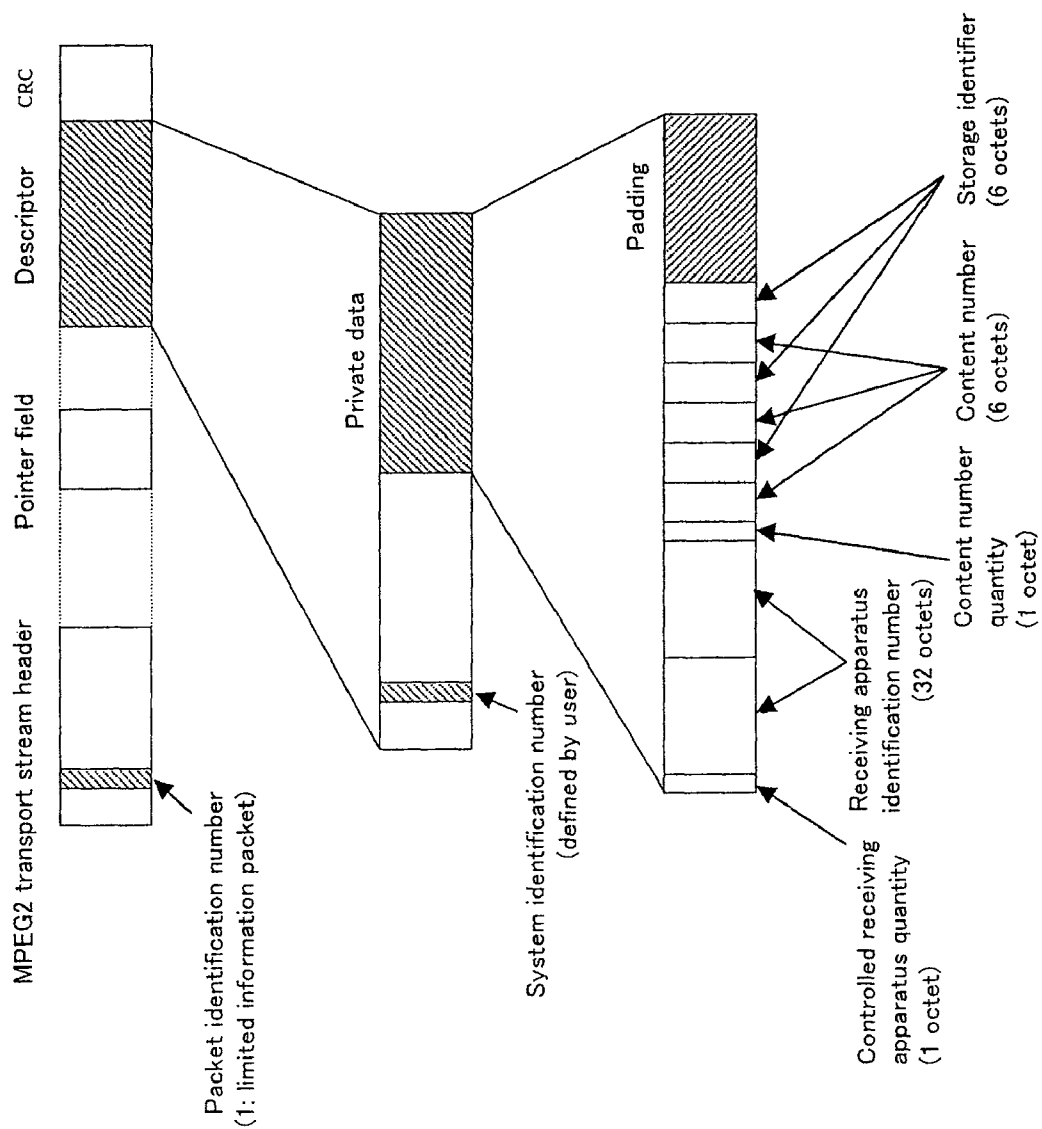 MPEG2 transport stream header
Pointer field
Descriptor
CRC
Packet identification number
(1: limited information packet)
Private data
System identification number
(defined by user)
Padding
Controlled receiving
apparatus quantity
(1 octet)
Receiving apparatus
identification number
(32 octets)
Content number
quantity
(1 octet)
Content number
(6 octets)
Storage identifier
(6 octets)